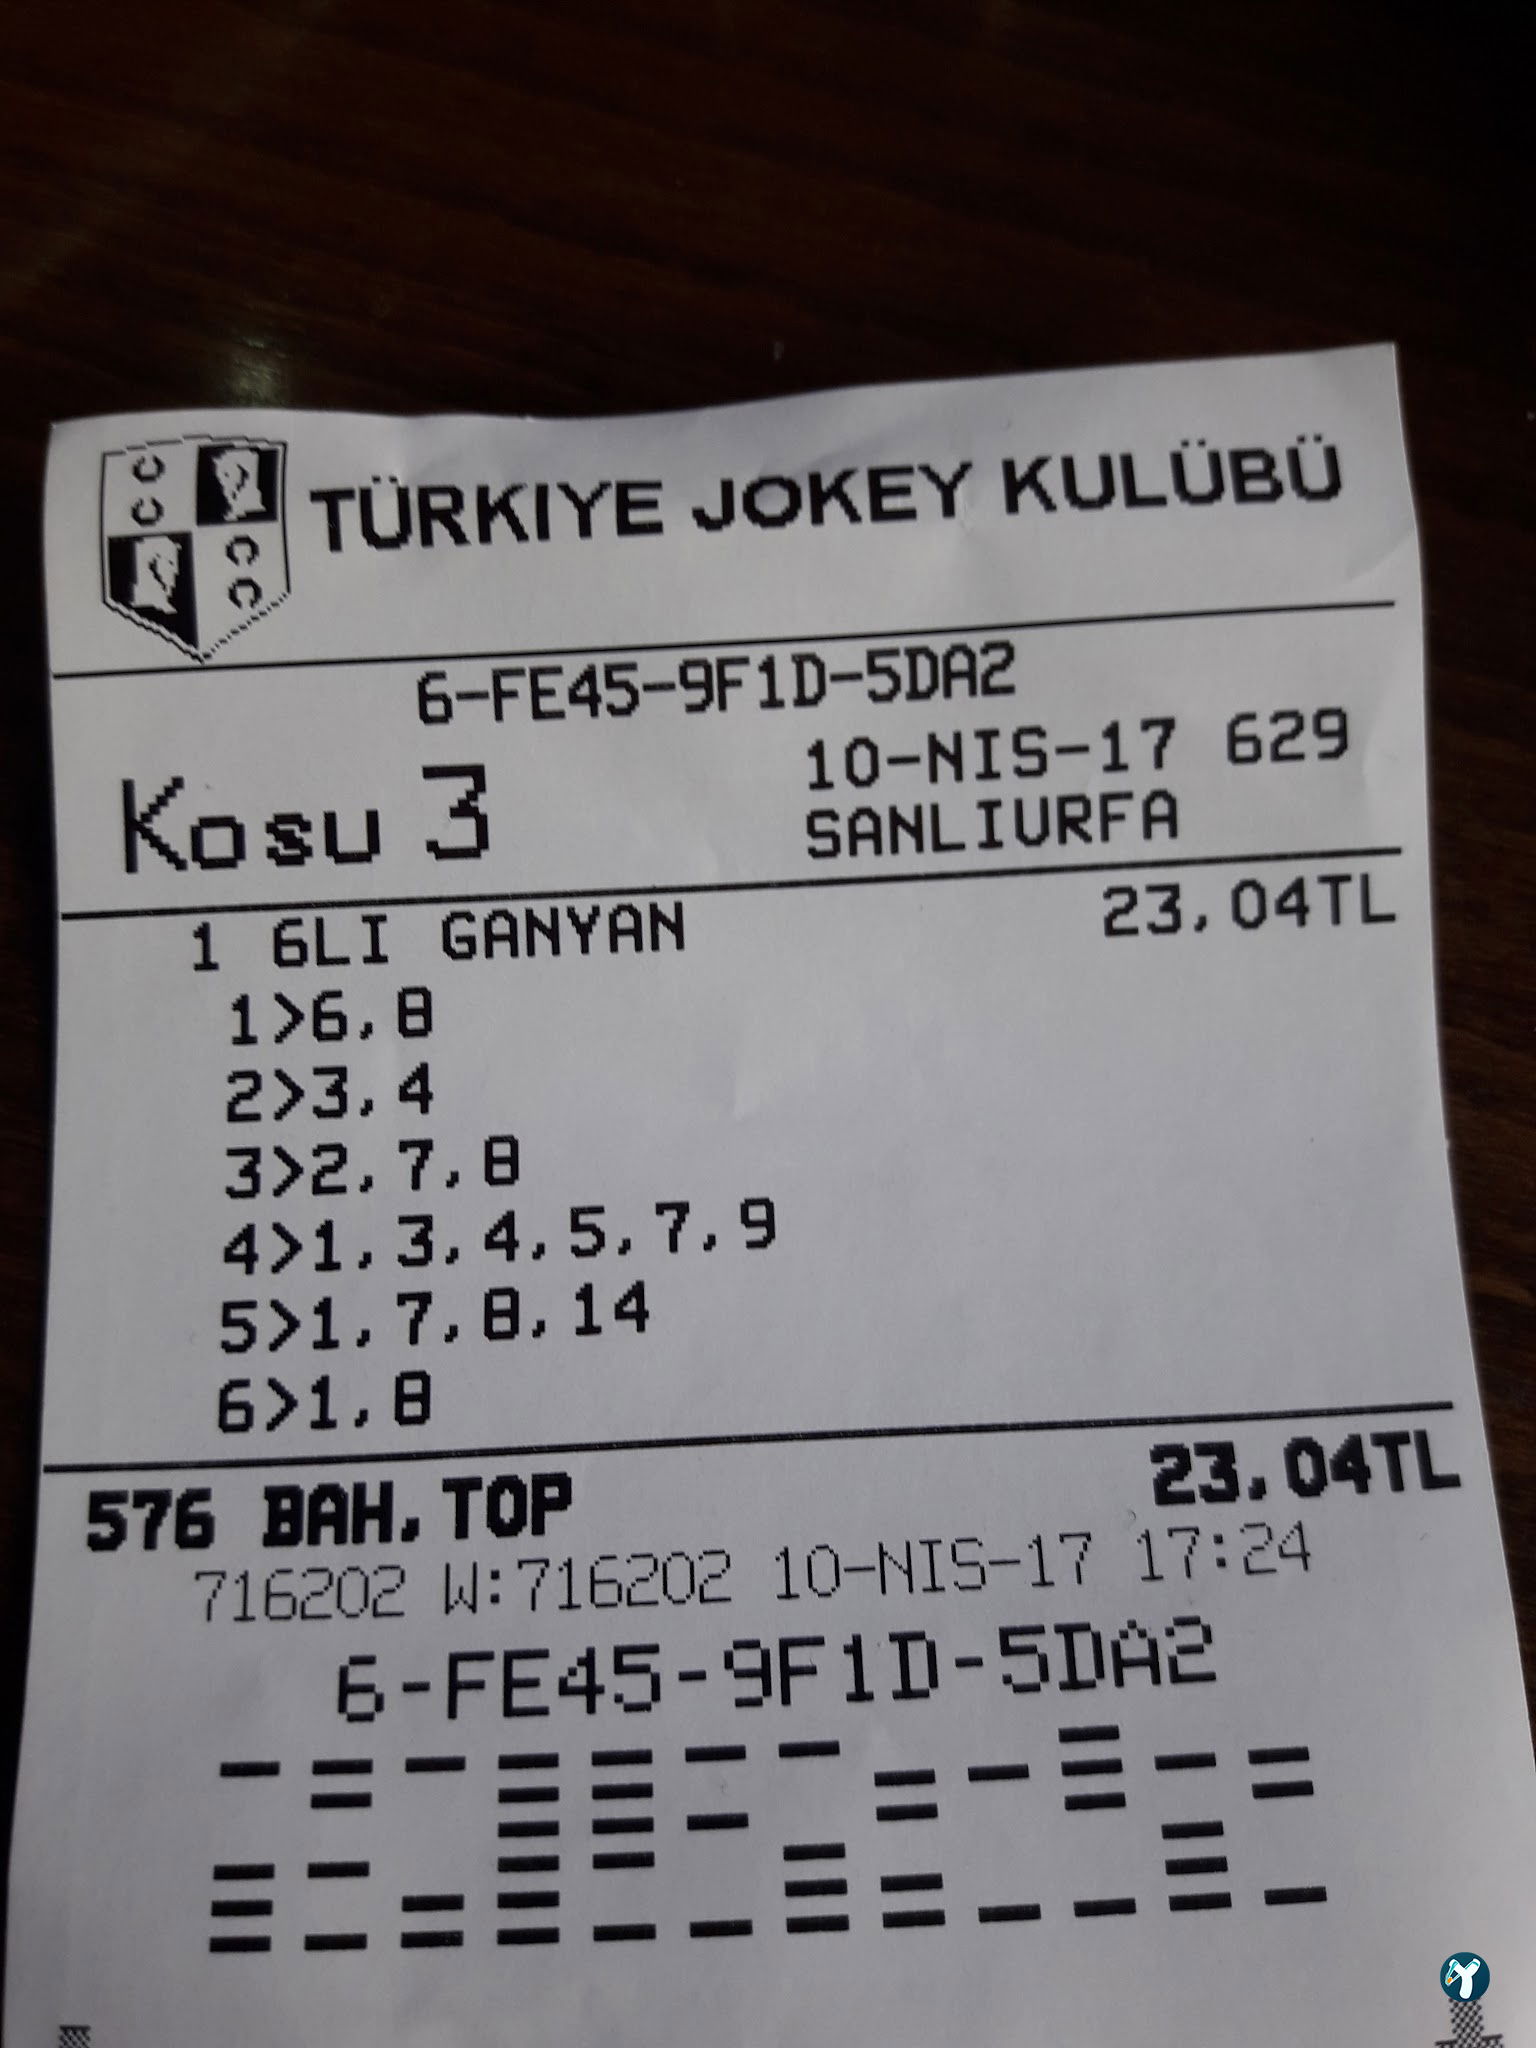 TÜRKIYE JOKEY KULÜBÜ
6-FE45-9F1D-5DA2
10-NIS-17 629
Kosu 3
SANLIURFA
1 6LI GANYAN 23,04TL
1>6,8
2>3,4
3>2,7,8
4>1,3,4,5,7,9
5>1,7,8,14
6>1,8
576 BAH,TOP 23,04TL
716202 W:716202 10-NIS-17 17:24
6-FE45-9F1D-5DA2